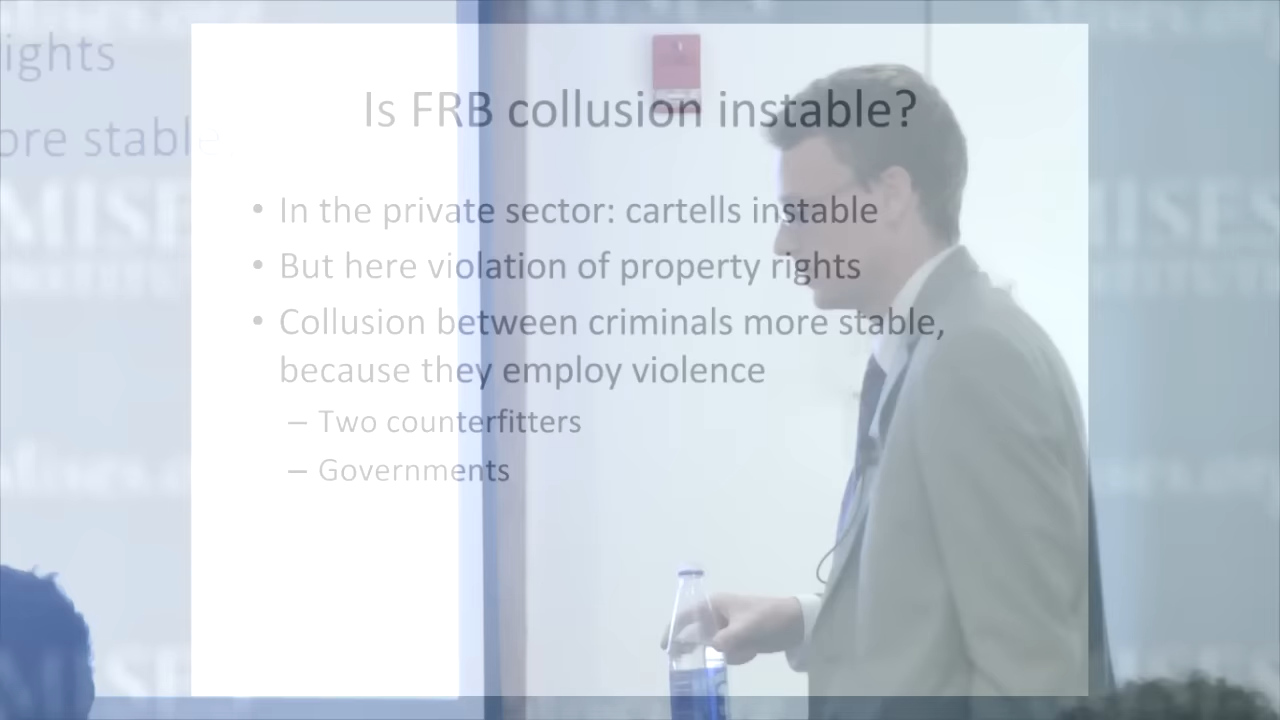 ights
ore stable
Is FRB collusion instable?
• In the private sector: cartells instable
• But here violation of property rights
• Collusion between criminals more stable,
because they employ violence
– Two counterfitters
– Governments
MISES